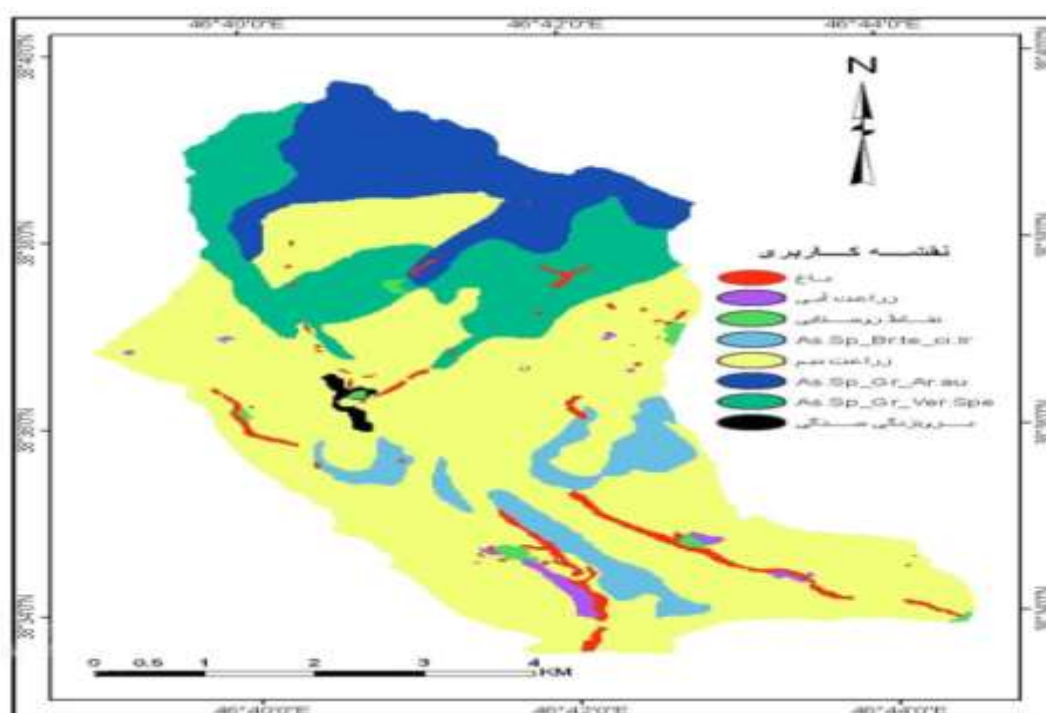 46°40'0"E 46°42'0"E 46°44'0"E
N
نقشه کاربری
باغ
زراعت آبی
نقاط روستایی
As.Sp_Br.te_ci.ir
زراعت دیم
As.Sp_Gr_Ar.au
As.Sp_Gr_Ver.Spe
برونزدگی سنگی
0 0.5 1 2 3 4
KM
46°40'0"E 46°42'0"E 46°44'0"E